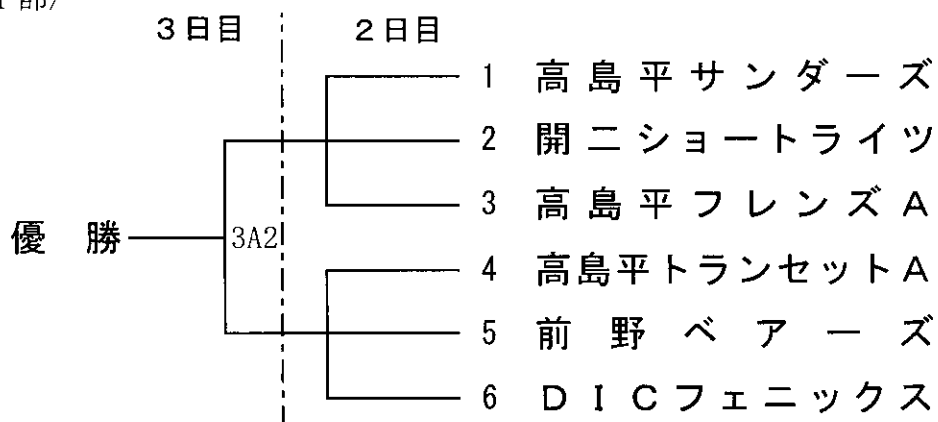 3日目 2日目
1 高島平サンダーズ
2 開二ショートライツ
3 高島平フレンズA
優勝 3A2
4 高島平トランセットA
5 前野ベアーズ
6 DICフェニックス